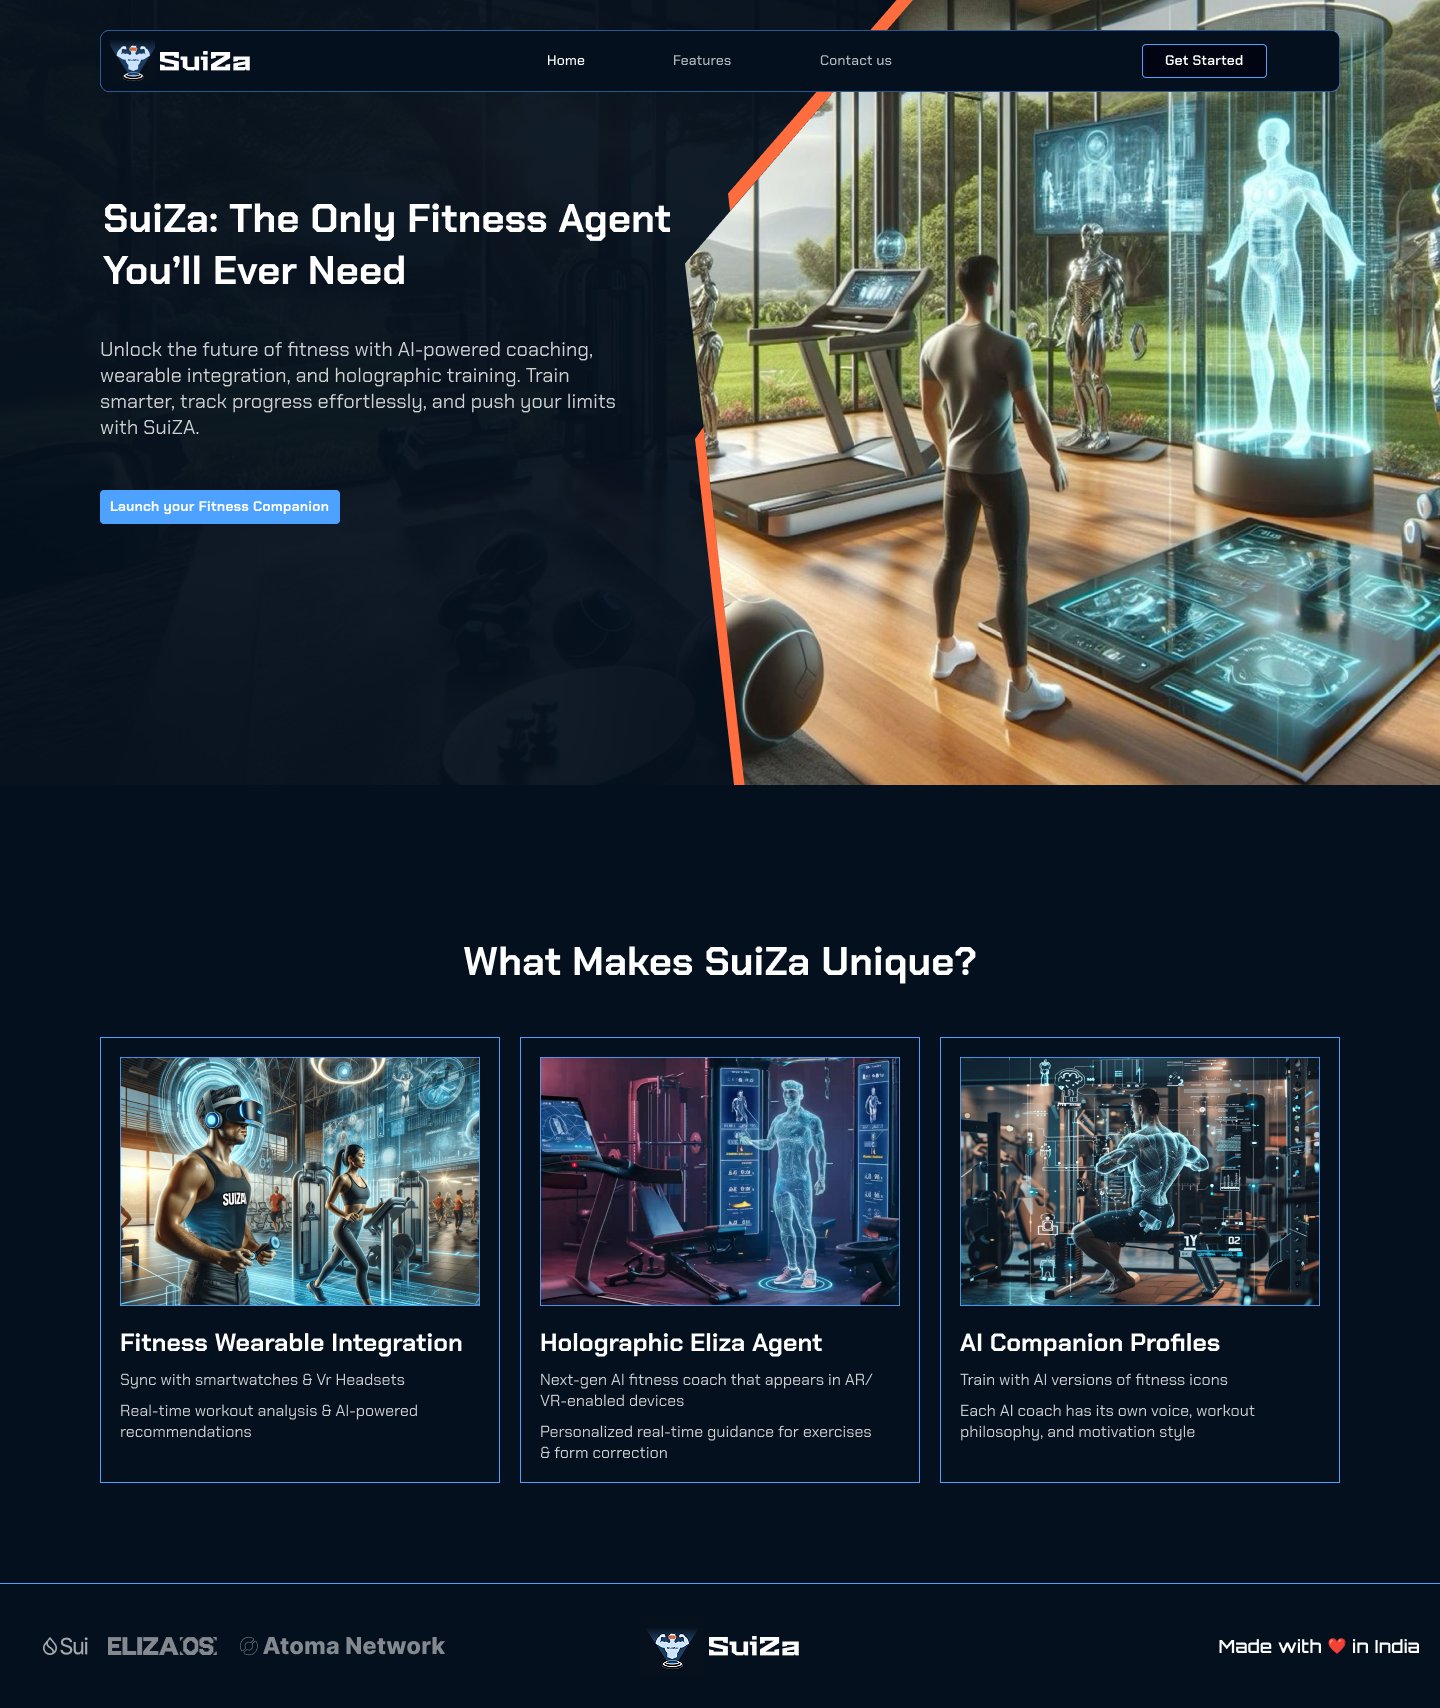 SuiZa
Home
Features
Contact us
Get Started
SuiZa: The Only Fitness Agent
You’ll Ever Need
Unlock the future of fitness with AI-powered coaching,
wearable integration, and holographic training. Train
smarter, track progress effortlessly, and push your limits
with SuiZA.
Launch your Fitness Companion
What Makes SuiZa Unique?
SUIZA
1Y
02
Fitness Wearable Integration
Sync with smartwatches & Vr Headsets
Real-time workout analysis & AI-powered
recommendations
Holographic Eliza Agent
Next-gen AI fitness coach that appears in AR/
VR-enabled devices
Personalized real-time guidance for exercises
& form correction
AI Companion Profiles
Train with AI versions of fitness icons
Each AI coach has its own voice, workout
philosophy, and motivation style
Sui
ELIZA.OS
Atoma Network
SuiZa
Made with ❤️ in India